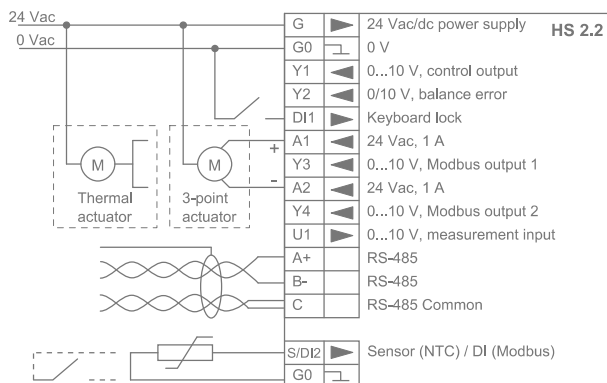 24 Vac
0 Vac
HS 2.2
G 24 Vac/dc power supply
G0 0 V
Y1 0...10 V, control output
Y2 0/10 V, balance error
DI1 Keyboard lock
A1 24 Vac, 1 A
Y3 0...10 V, Modbus output 1
A2 24 Vac, 1 A
Y4 0...10 V, Modbus output 2
U1 0...10 V, measurement input
A+ RS-485
B- RS-485
C RS-485 Common
S/DI2 Sensor (NTC) / DI (Modbus)
G0
+
-
M
Thermal
actuator
M
3-point
actuator